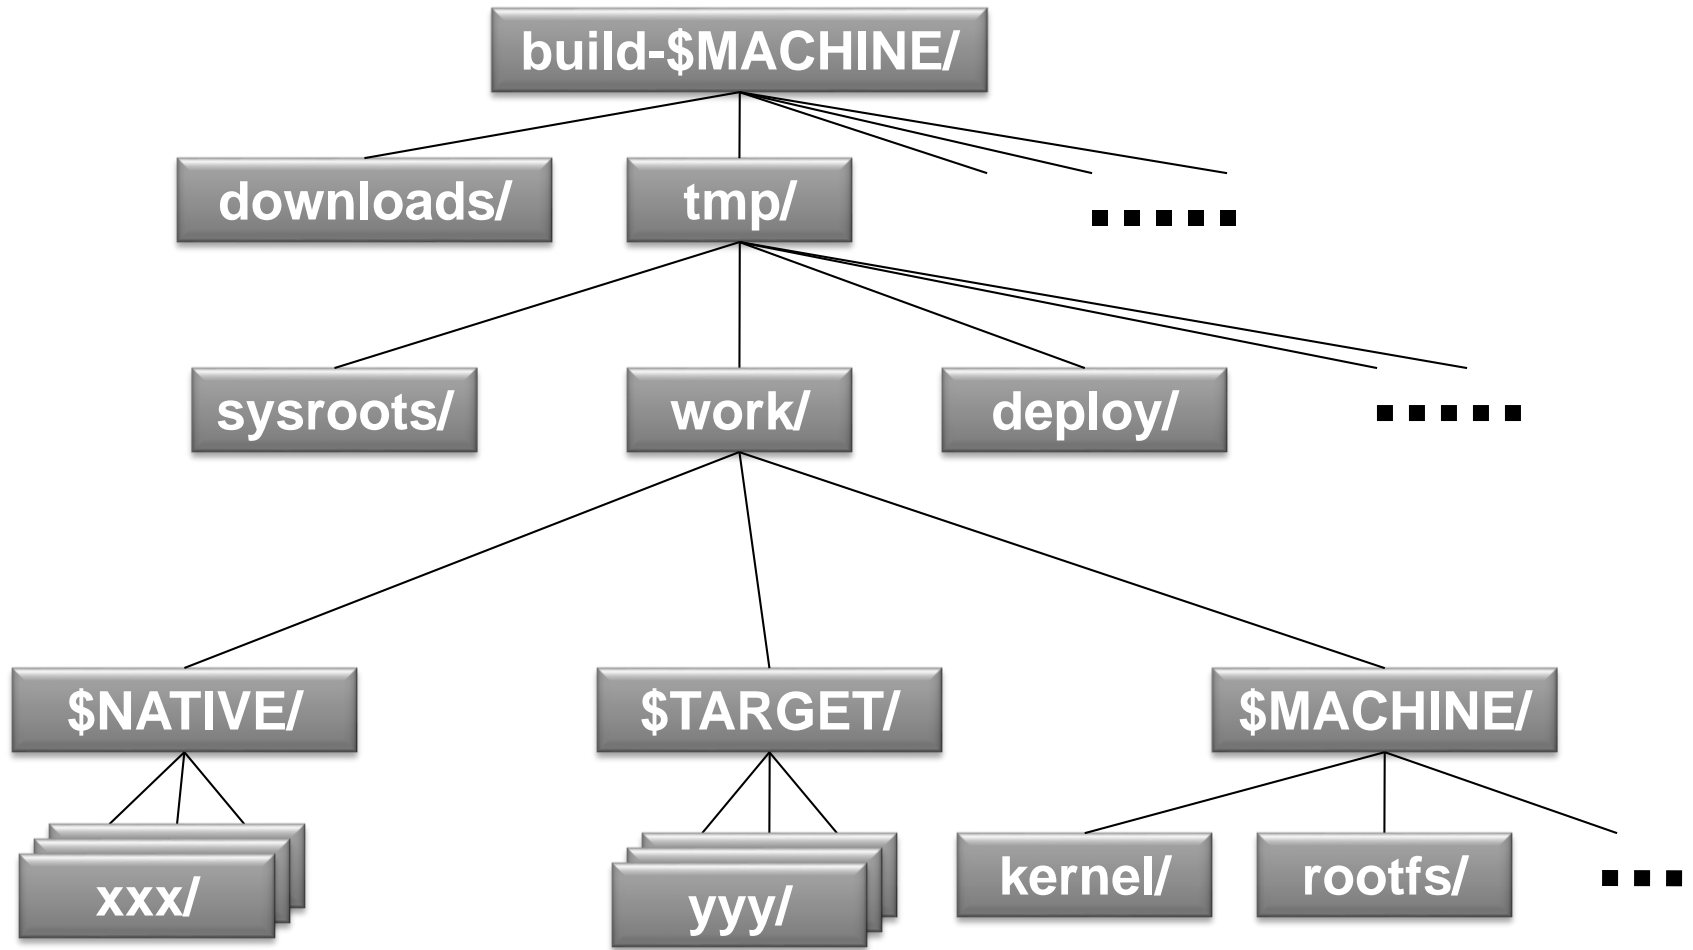 build-$MACHINE/
downloads/
tmp/
.....
sysroots/
work/
deploy/
.....
$NATIVE/
$TARGET/
$MACHINE/
xxx/
yyy/
kernel/
rootfs/
...